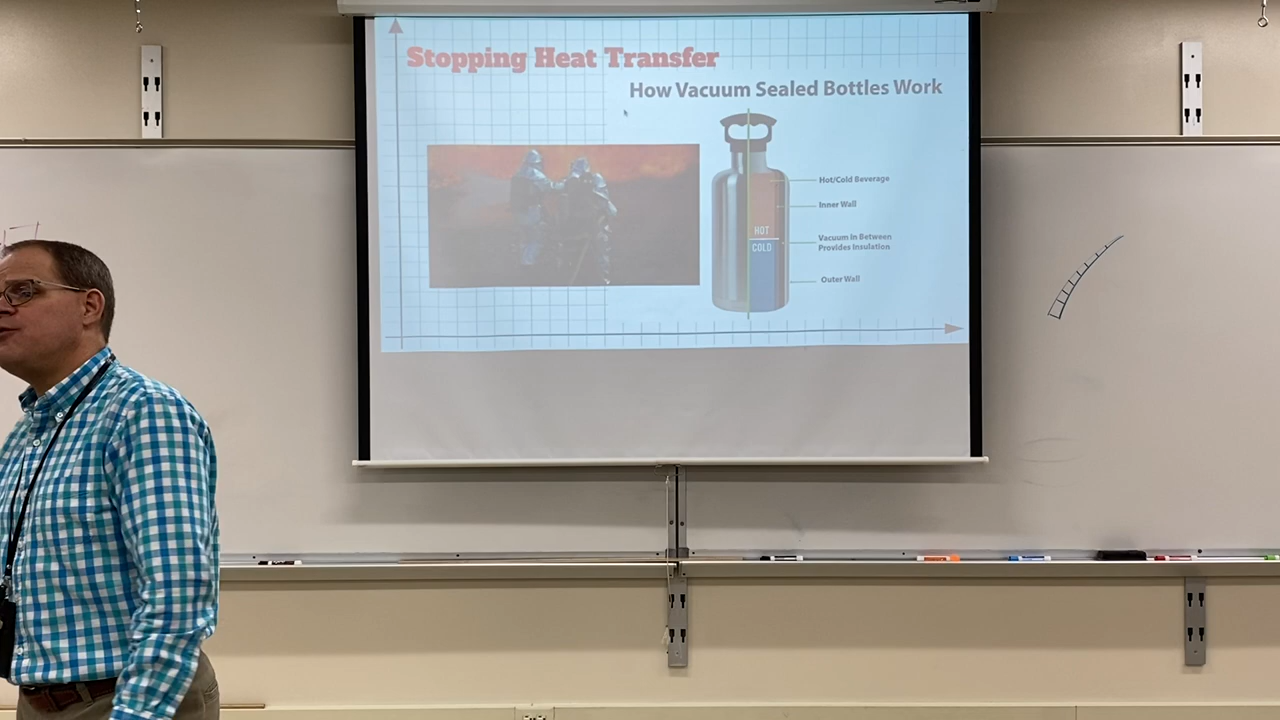 Stopping Heat Transfer
How Vacuum Sealed Bottles Work
Hot/Cold Beverage
Inner Wall
HOT
COLD
Vacuum In Between
Provides Insulation
Outer Wall